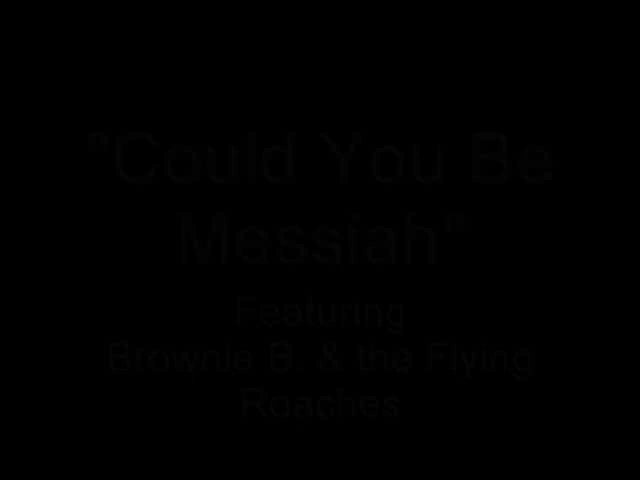 "Could You Be
Messiah"
Featuring
Brownie B. & the Flying
Roaches